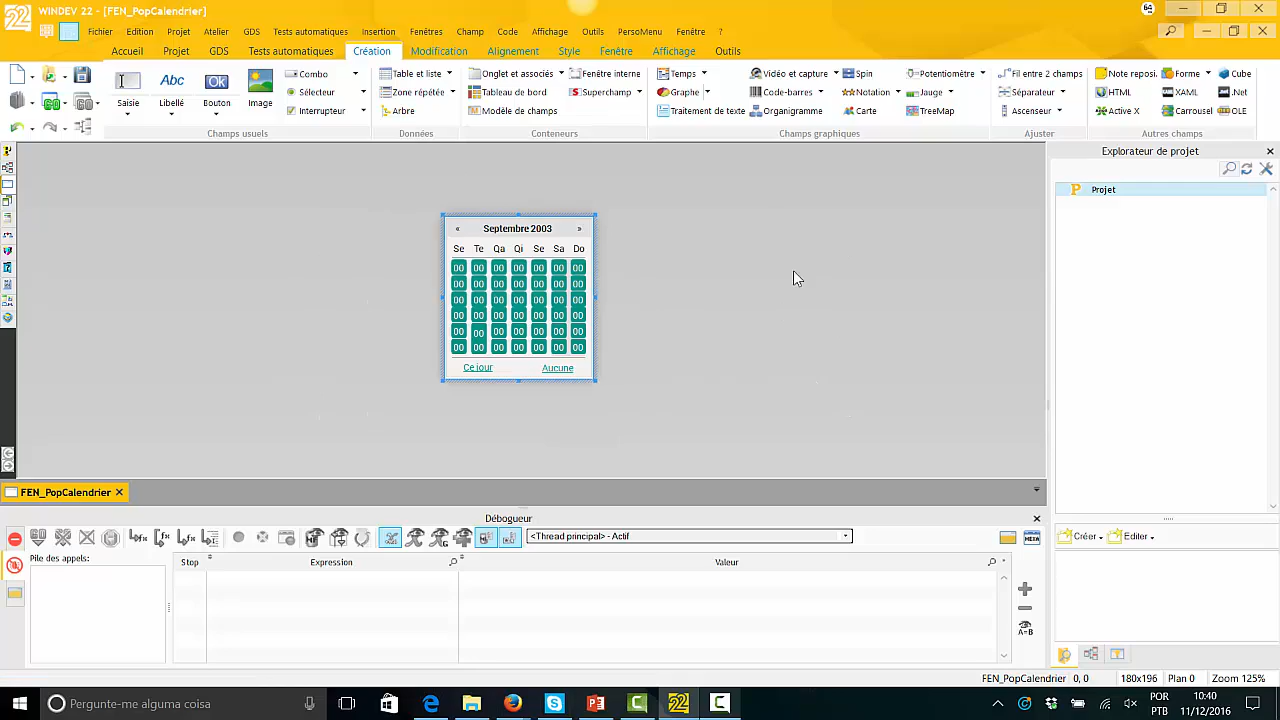 WINDEV 22 - [FEN_PopCalendrier]
64
Fichier Edition Projet Atelier GDS Tests automatiques Insertion Fenêtres Champ Code Affichage Outils PersoMenu Fenêtre ?
Accueil Projet GDS Tests automatiques Création Modification Alignement Style Fenêtre Affichage Outils
Saisie
Abc Libellé
Ok Bouton
Image
Combo
Sélecteur
Interrupteur
Champs usuels
Table et liste
Zone répétée
Arbre
Données
Onglet et associés
Tableau de bord
Modèle de champs
Fenêtre interne
Superchamp
Conteneurs
Temps
Graphe
Traitement de texte
Vidéo et caméra
Code-barres
Organigramme
Spin
Notation
Carte
Potentiomètre
Jauge
TreeMap
Champs graphiques
Fil entre 2 champs
Séparateur
Ascenseur
Ajuster
Note reposi.
HTML
Active X
Forme
XAML
Carrousel
Cube
.Net
OLE
Autres champs
« Septembre 2003 »
Se Te Qa Qi Se Sa Do
00 00 00 00 00 00 00
00 00 00 00 00 00 00
00 00 00 00 00 00 00
00 00 00 00 00 00 00
00 00 00 00 00 00 00
00 00 00 00 00 00 00
Ce jour Aucune
Explorateur de projet
Projet
FEN_PopCalendrier
Débogueur
<Thread principal> - Actif
Pile des appels:
Stop Expression Valeur
A=B
Créer Editer
FEN_PopCalendrier 0, 0 180x196 Plan 0 Zoom 125%
Pergunte-me alguma coisa
22
POR
PTB
10:40
11/12/2016